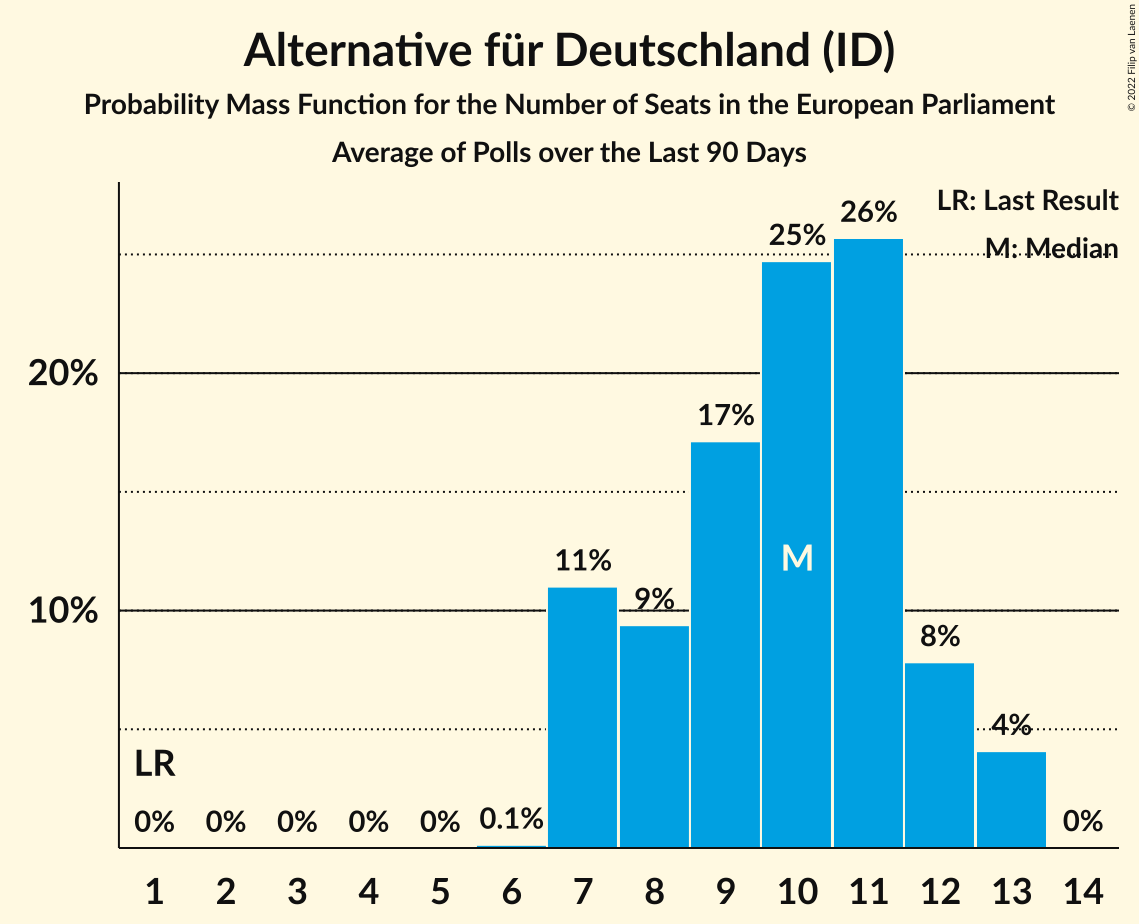 Alternative für Deutschland (ID)
Probability Mass Function for the Number of Seats in the European Parliament
Average of Polls over the Last 90 Days
© 2022 Filip van Laenen
LR: Last Result
M: Median
20%
10%
LR
0% 0% 0% 0% 0% 0.1% 11% 9% 17% 25% 26% 8% 4% 0%
M
1 2 3 4 5 6 7 8 9 10 11 12 13 14